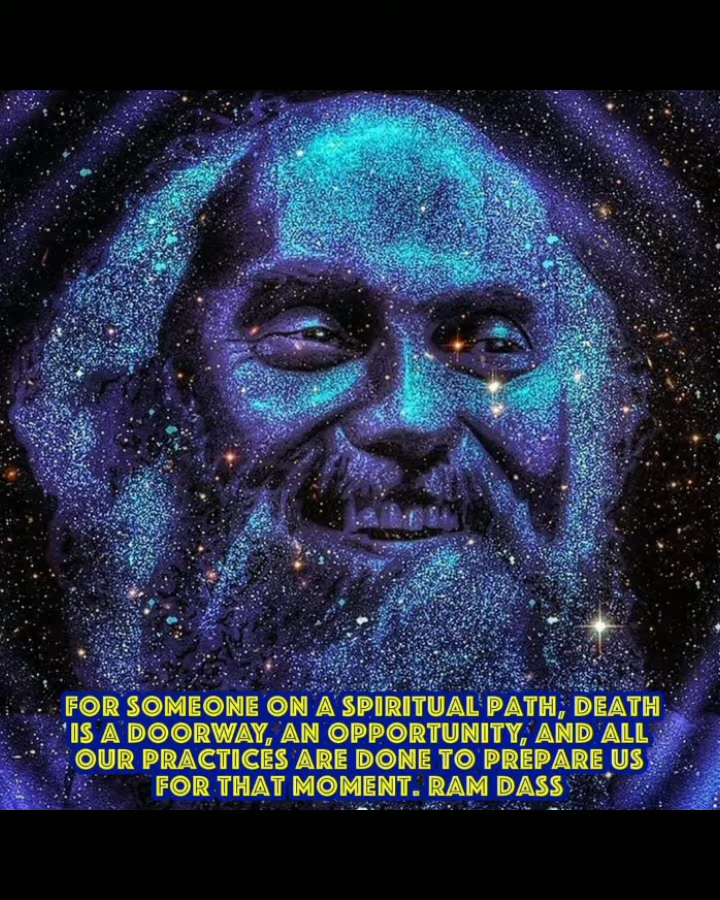 FOR SOMEONE ON A SPIRITUAL PATH, DEATH
IS A DOORWAY, AN OPPORTUNITY, AND ALL
OUR PRACTICES ARE DONE TO PREPARE US
FOR THAT MOMENT. RAM DASS